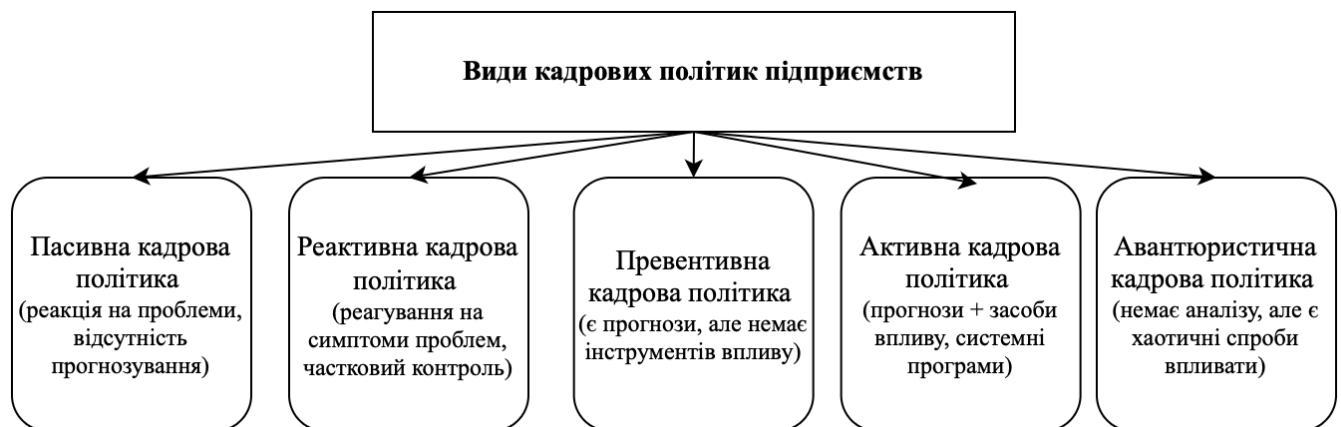 Види кадрових політик підприємств
Пасивна кадрова
політика
(реакція на проблеми,
відсутність
прогнозування)
Реактивна кадрова
політика
(реагування на
симптоми проблем,
частковий контроль)
Превентивна
кадрова політика
(є прогнози, але немає
інструментів впливу)
Активна кадрова
політика
(прогнози + засоби
впливу, системні
програми)
Авантюристична
кадрова політика
(немає аналізу, але є
хаотичні спроби
впливати)